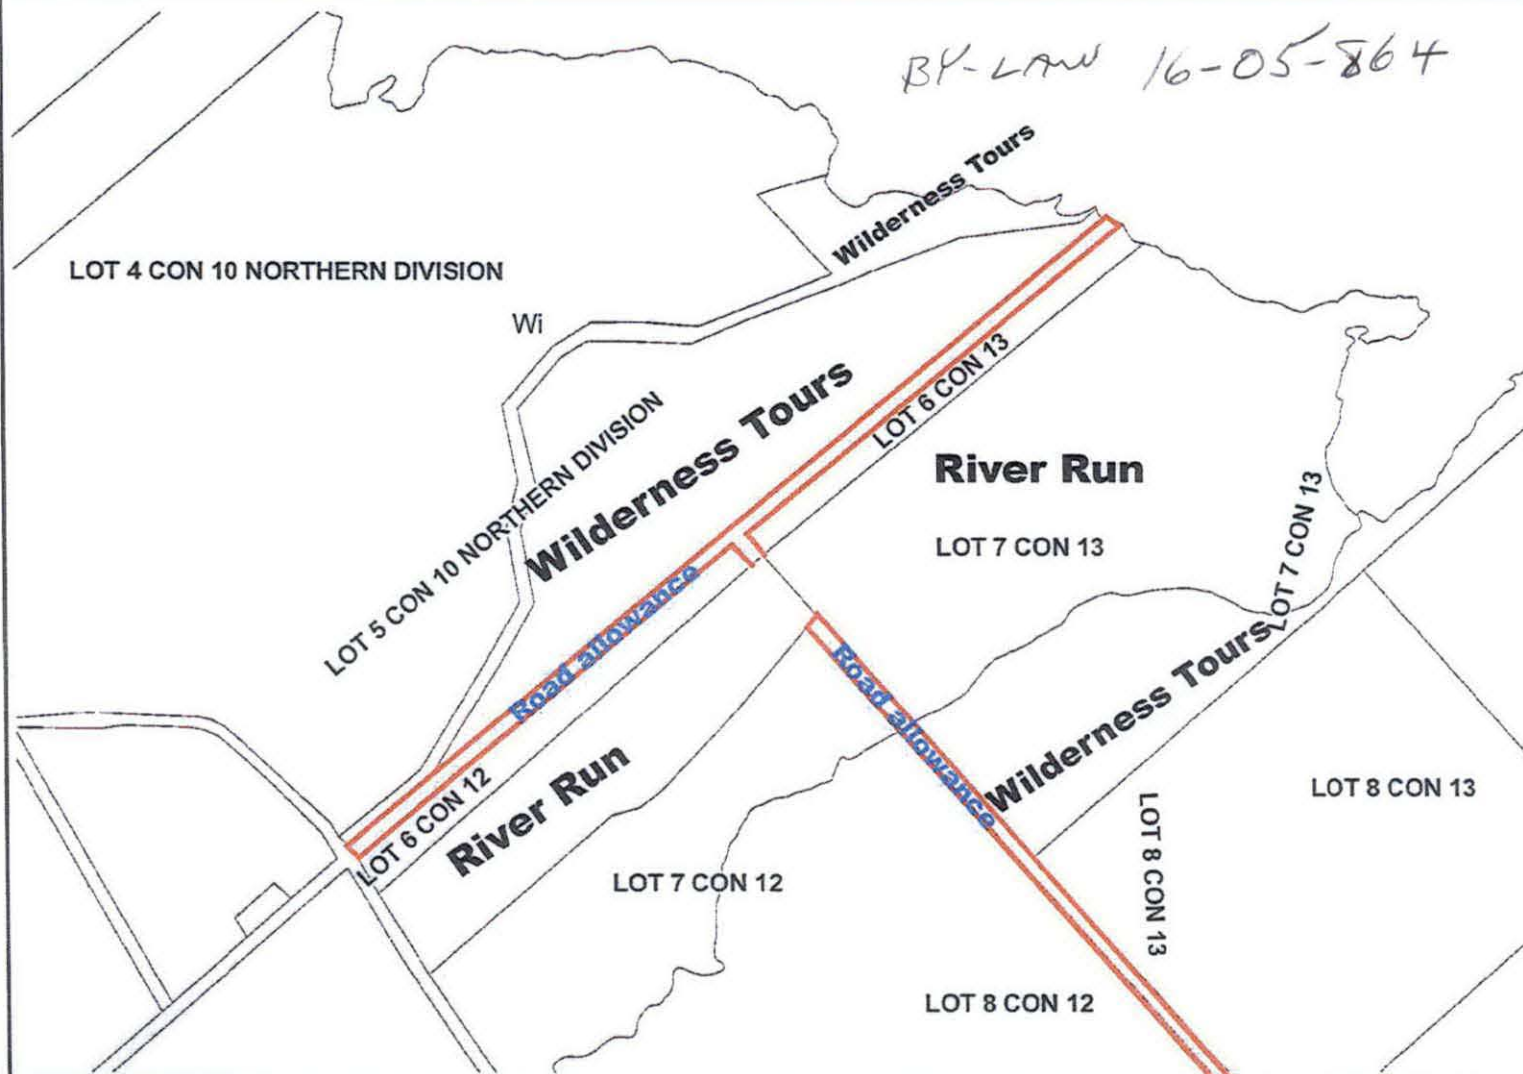 BY-LAW 16-05-864
Wilderness Tours
LOT 4 CON 10 NORTHERN DIVISION
Wi
LOT 6 CON 13
Wilderness Tours
LOT 5 CON 10 NORTHERN DIVISION
River Run
LOT 7 CON 13
LOT 7 CON 13
Road allowance
Road allowance
Wilderness Tours
LOT 6 CON 12
River Run
LOT 8 CON 13
LOT 8 CON 13
LOT 7 CON 12
LOT 8 CON 12